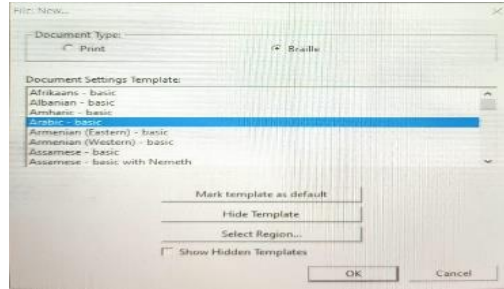 File: New...
Document Type:
Print
Braille
Document Settings Template:
Afrikaans - basic
Albanian - basic
Amharic - basic
Arabic - basic
Armenian (Eastern) - basic
Armenian (Western) - basic
Assamese - basic
Assamese - basic with Nemeth
Mark template as default
Hide Template
Select Region...
Show Hidden Templates
OK
Cancel